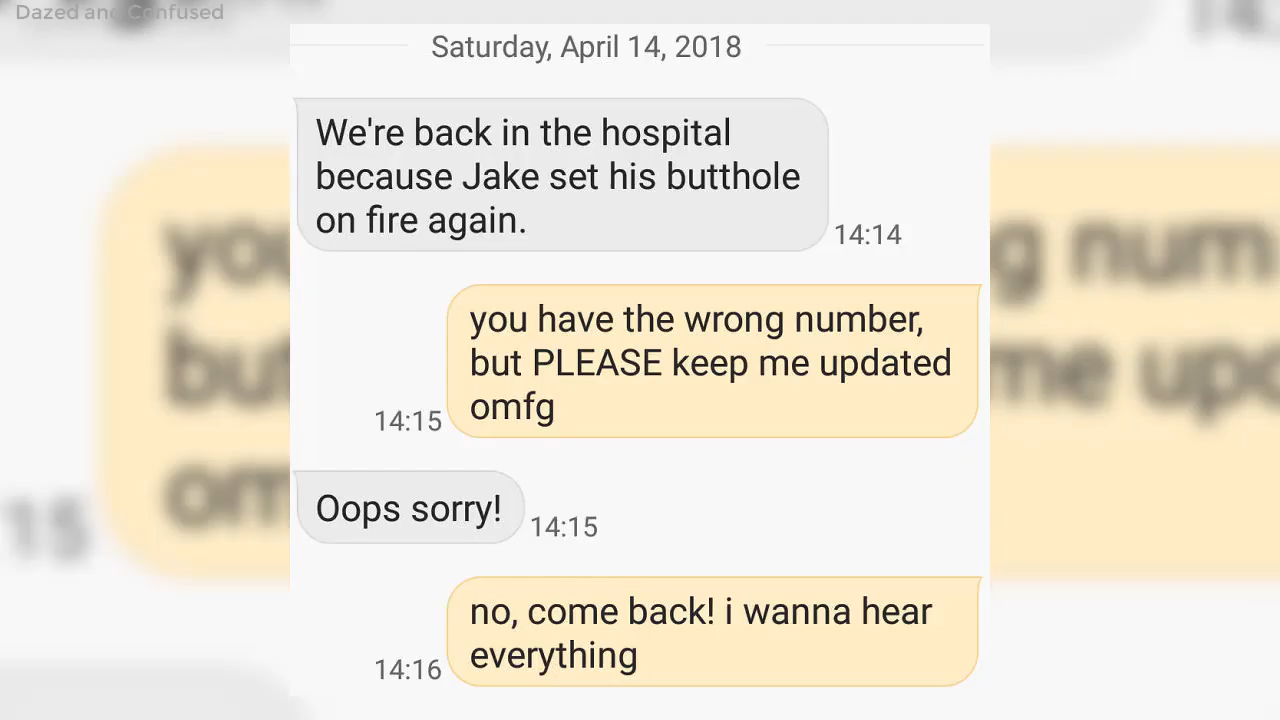 Dazed and Confused
Saturday, April 14, 2018
We're back in the hospital
because Jake set his butthole
on fire again.
14:14
you have the wrong number,
but PLEASE keep me updated
omfg
14:15
Oops sorry!
14:15
no, come back! i wanna hear
everything
14:16